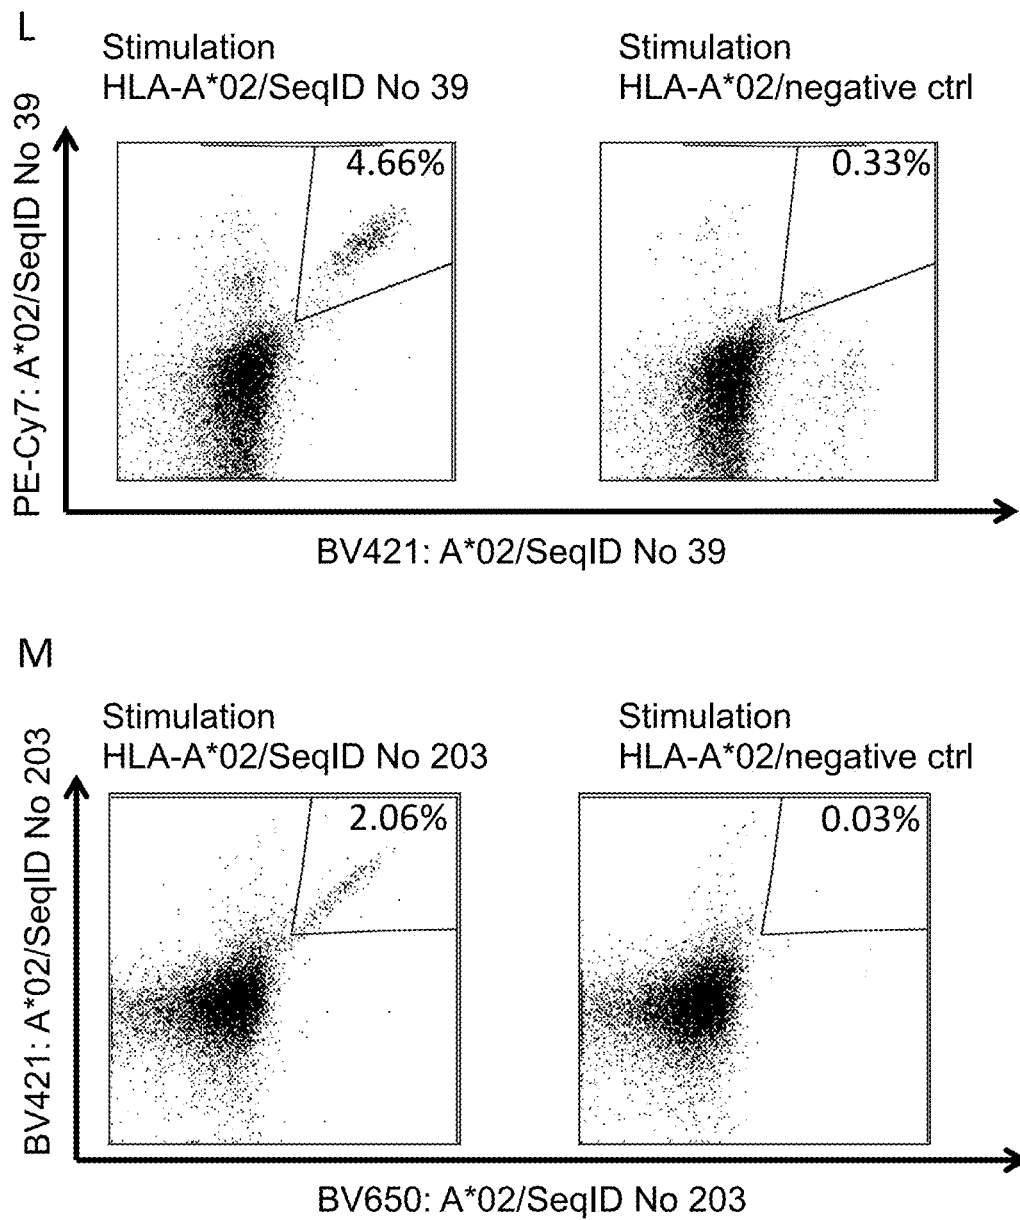 L
Stimulation
HLA-A*02/SeqID No 39
Stimulation
HLA-A*02/negative ctrl
PE-Cy7: A*02/SeqID No 39
4.66%
0.33%
BV421: A*02/SeqID No 39
M
Stimulation
HLA-A*02/SeqID No 203
Stimulation
HLA-A*02/negative ctrl
BV421: A*02/SeqID No 203
2.06%
0.03%
BV650: A*02/SeqID No 203